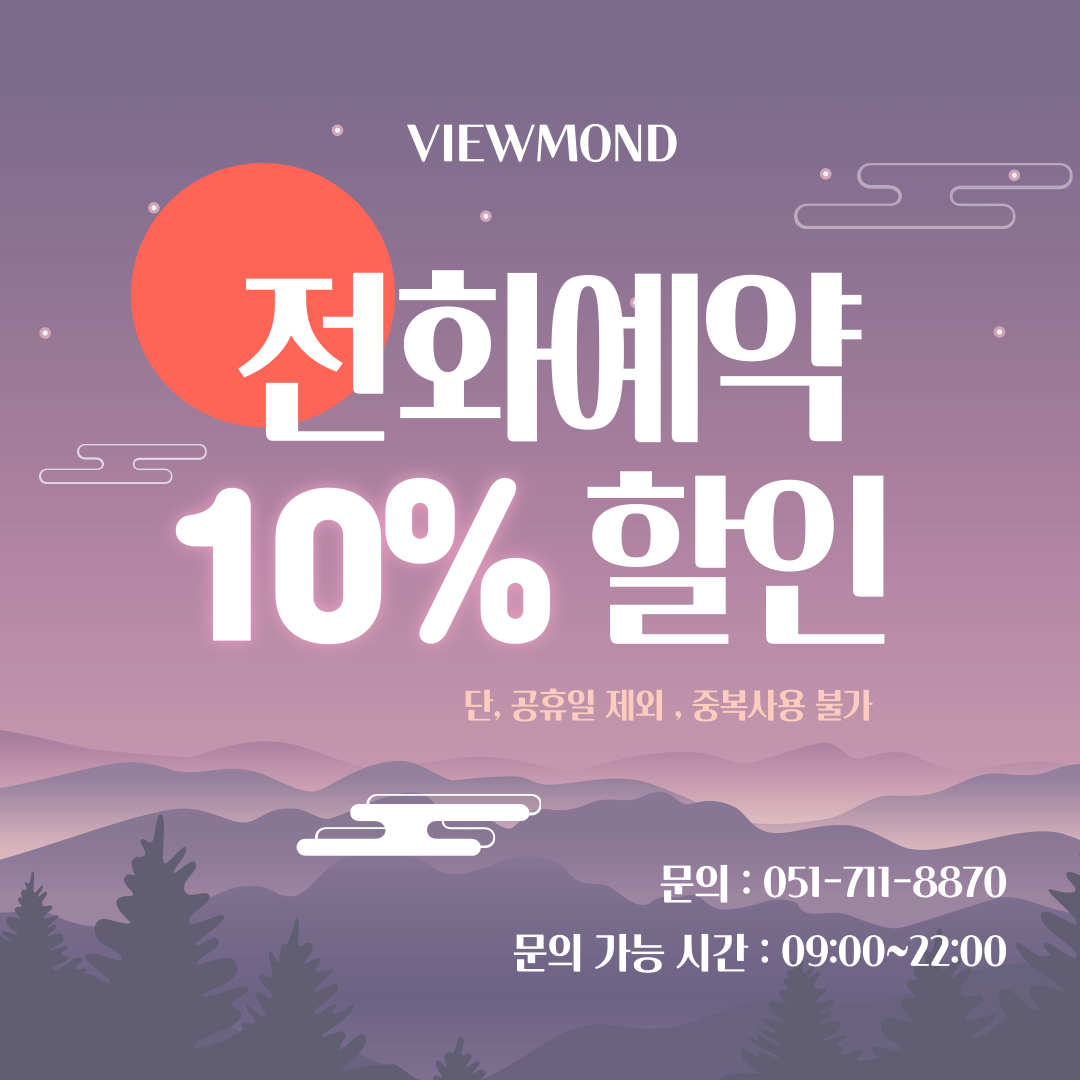 VIEWMOND
전화예약
10% 할인
단, 공휴일 제외 , 중복사용 불가
문의 : 051-711-8870
문의 가능 시간 : 09:00~22:00